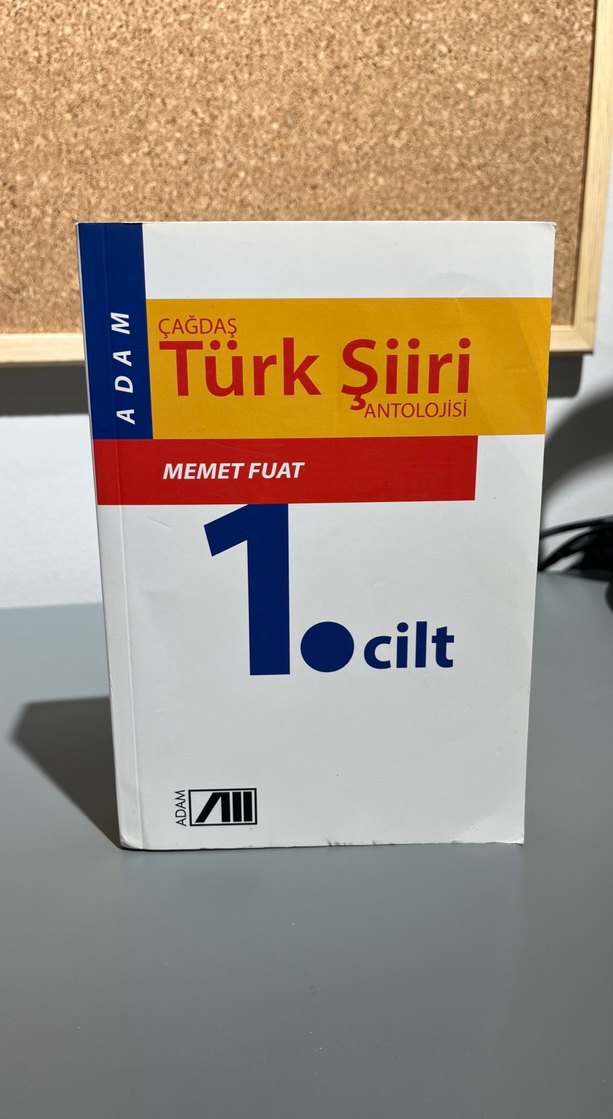 ADAM
ÇAĞDAŞ
Türk Şiiri
ANTOLOJİSİ
MEMET FUAT
1. cilt
ADAM